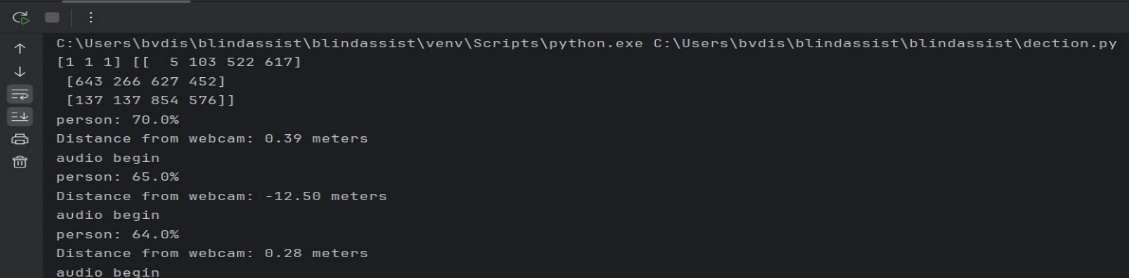 C:\Users\bvdis\blindassist\blindassist\venv\Scripts\python.exe C:\Users\bvdis\blindassist\blindassist\dection.py
[1 1 1] [[  5 103 522 617]
 [643 266 627 452]
 [137 137 854 576]]
person: 70.0%
Distance from webcam: 0.39 meters
audio begin
person: 65.0%
Distance from webcam: -12.50 meters
audio begin
person: 64.0%
Distance from webcam: 0.28 meters
audio begin